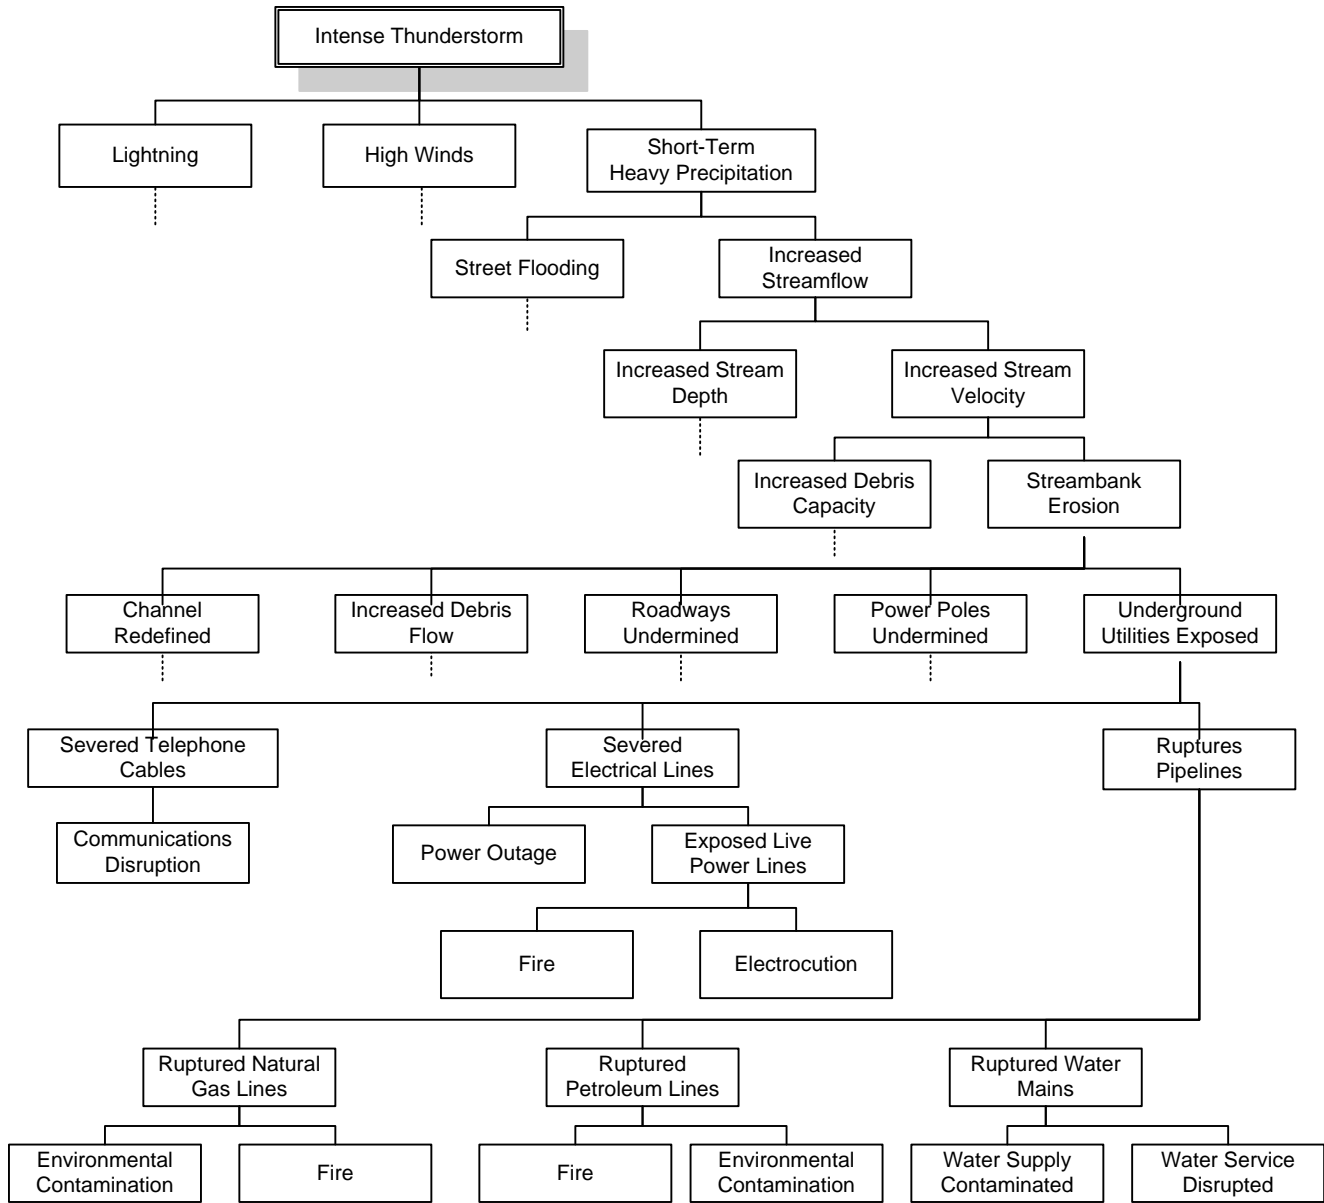 Intense Thunderstorm
Lightning
High Winds
Short-Term
Heavy Precipitation
Street Flooding
Increased
Streamflow
Increased Stream
Depth
Increased Stream
Velocity
Increased Debris
Capacity
Streambank
Erosion
Channel
Redefined
Increased Debris
Flow
Roadways
Undermined
Power Poles
Undermined
Underground
Utilities Exposed
Severed Telephone
Cables
Severed
Electrical Lines
Ruptures
Pipelines
Communications
Disruption
Power Outage
Exposed Live
Power Lines
Fire
Electrocution
Ruptured Natural
Gas Lines
Ruptured
Petroleum Lines
Ruptured Water
Mains
Environmental
Contamination
Fire
Fire
Environmental
Contamination
Water Supply
Contaminated
Water Service
Disrupted